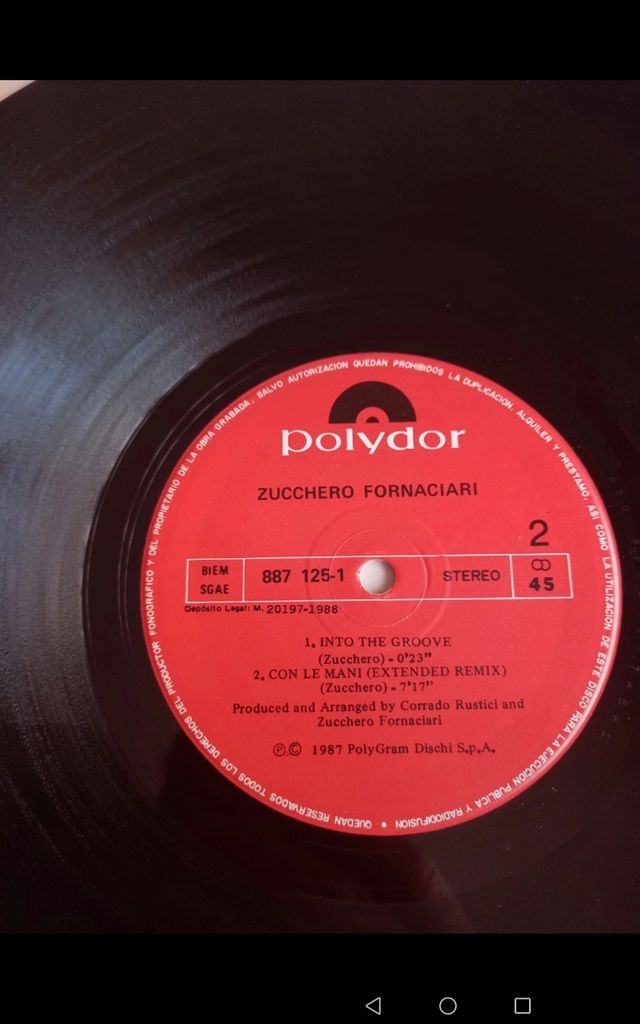 QUEDAN RESERVADOS TODOS LOS DERECHOS DEL PRODUCTOR FONOGRAFICO Y DEL PROPIETARIO DE LA OBRA GRABADA, SALVO AUTORIZACION QUEDAN PROHIBIDOS LA DUPLICACION, ALQUILER Y PRESTAMO, ASI COMO LA UTILIZACION DE ESTE DISCO PARA LA EJECUCION PUBLICA Y RADIODIFUSION •
polydor
ZUCCHERO FORNACIARI
2
BIEM
SGAE
887 125-1
STEREO
45
Depósito Legal: M. 20197-1988
1. INTO THE GROOVE
(Zucchero) - 0'23"
2. CON LE MANI (EXTENDED REMIX)
(Zucchero) - 7'17"
Produced and Arranged by Corrado Rustici and
Zucchero Fornaciari
℗© 1987 PolyGram Dischi S.p.A.